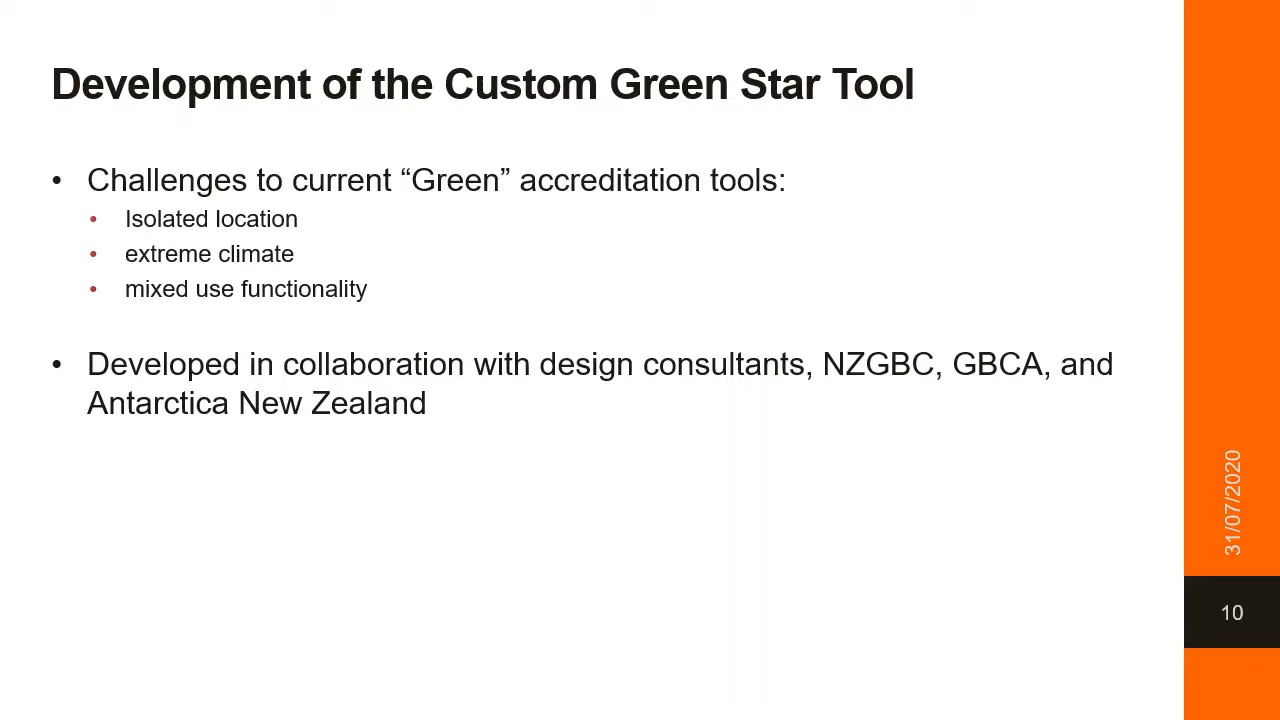 Development of the Custom Green Star Tool
• Challenges to current “Green” accreditation tools:
• Isolated location
• extreme climate
• mixed use functionality
• Developed in collaboration with design consultants, NZGBC, GBCA, and
Antarctica New Zealand
31/07/2020
10